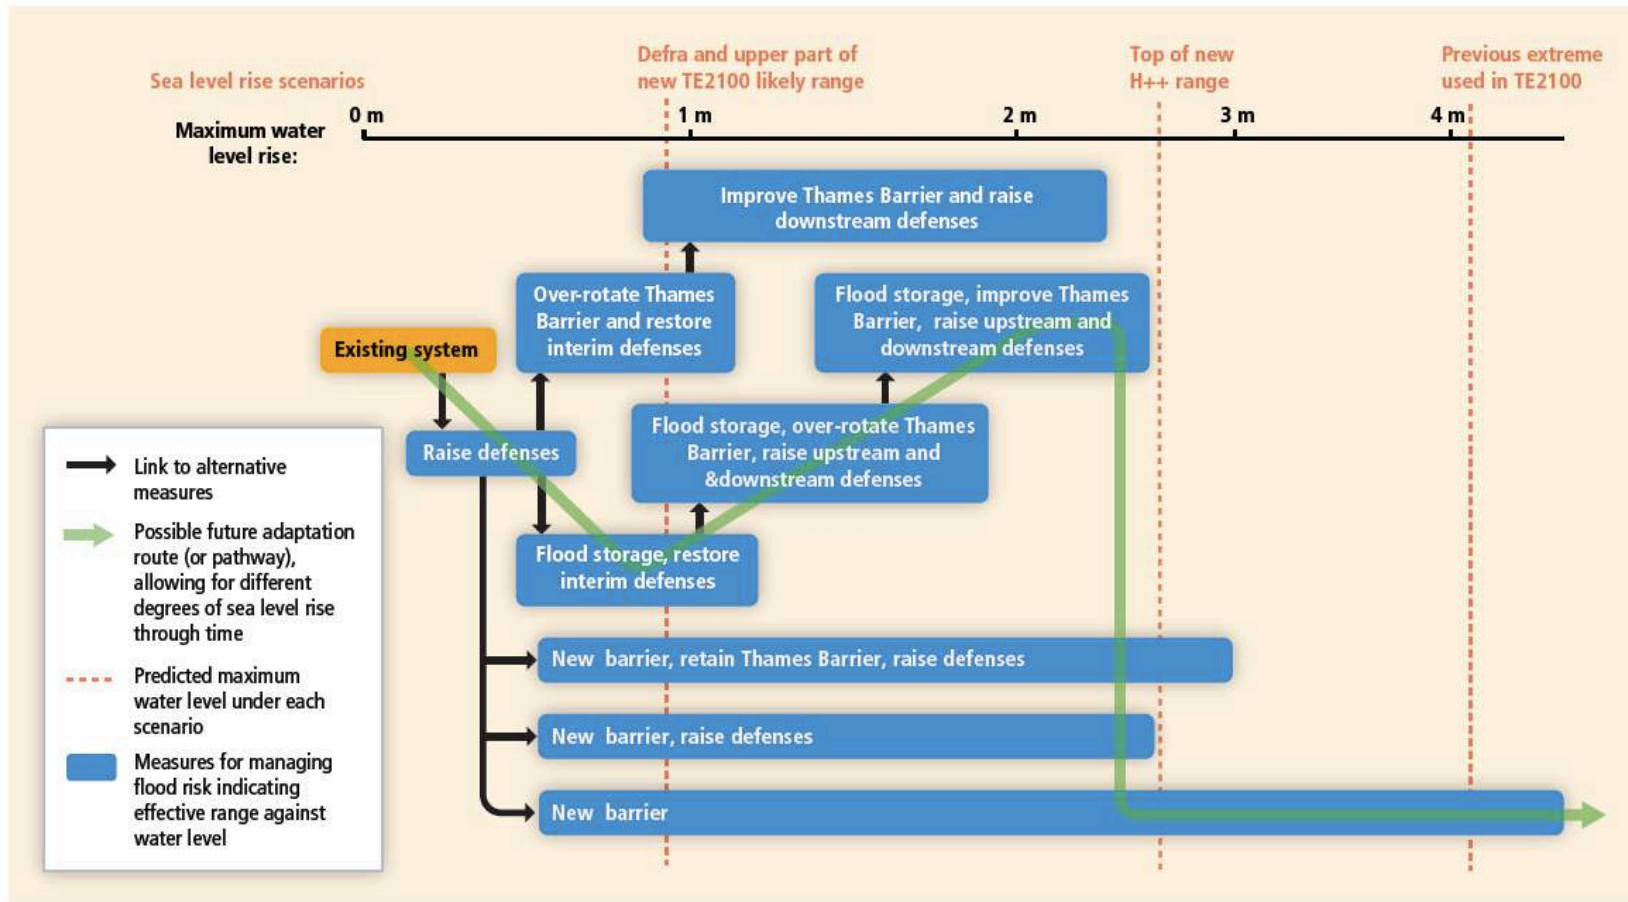 Sea level rise scenarios
Defra and upper part of
new TE2100 likely range
Top of new
H++ range
Previous extreme
used in TE2100
Maximum water
level rise:
0 m
1 m
2 m
3 m
4 m
Improve Thames Barrier and raise
downstream defenses
Over-rotate Thames
Barrier and restore
interim defenses
Flood storage, improve Thames
Barrier, raise upstream and
downstream defenses
Existing system
Raise defenses
Flood storage, over-rotate Thames
Barrier, raise upstream and
&downstream defenses
Flood storage, restore
interim defenses
New barrier, retain Thames Barrier, raise defenses
New barrier, raise defenses
New barrier
Link to alternative
measures
Possible future adaptation
route (or pathway),
allowing for different
degrees of sea level rise
through time
Predicted maximum
water level under each
scenario
Measures for managing
flood risk indicating
effective range against
water level